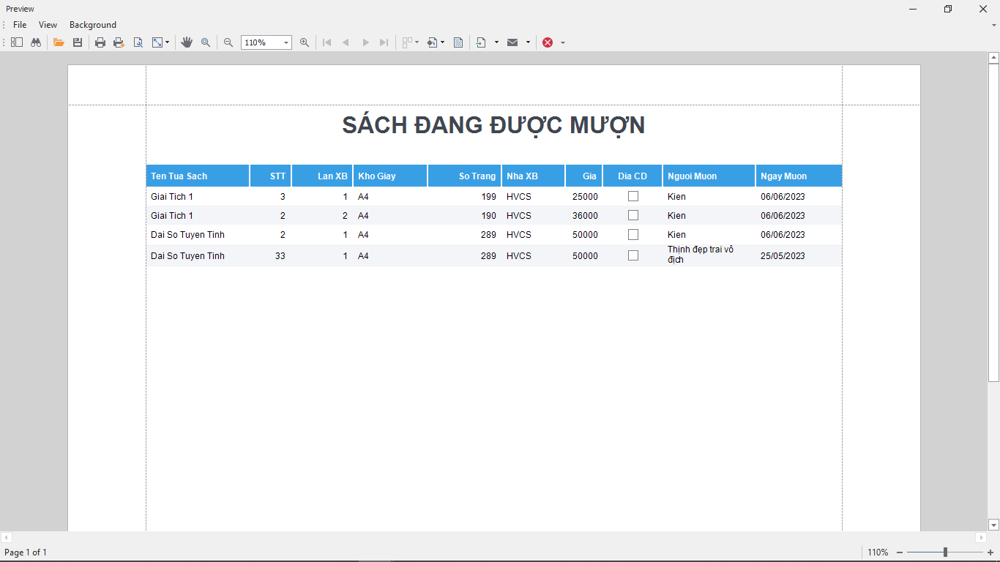 Preview
File View Background
110%
SÁCH ĐANG ĐƯỢC MƯỢN
Ten Tua Sach STT Lan XB Kho Giay So Trang Nha XB Gia Dia CD Nguoi Muon Ngay Muon
Giai Tich 1 3 1 A4 199 HVCS 25000 Kien 06/06/2023
Giai Tich 1 2 2 A4 190 HVCS 36000 Kien 06/06/2023
Dai So Tuyen Tinh 2 1 A4 289 HVCS 50000 Kien 06/06/2023
Dai So Tuyen Tinh 33 1 A4 289 HVCS 50000 Thịnh đẹp trai vô địch 25/05/2023
Page 1 of 1 110%